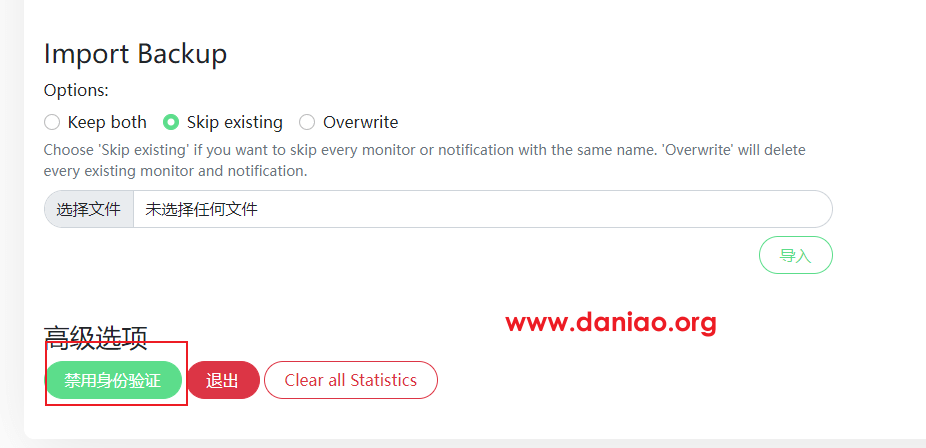 Import Backup
Options:
Keep both Skip existing Overwrite
Choose 'Skip existing' if you want to skip every monitor or notification with the same name. 'Overwrite' will delete
every existing monitor and notification.
选择文件 未选择任何文件
导入
www.daniao.org
高级选项
禁用身份验证 退出 Clear all Statistics